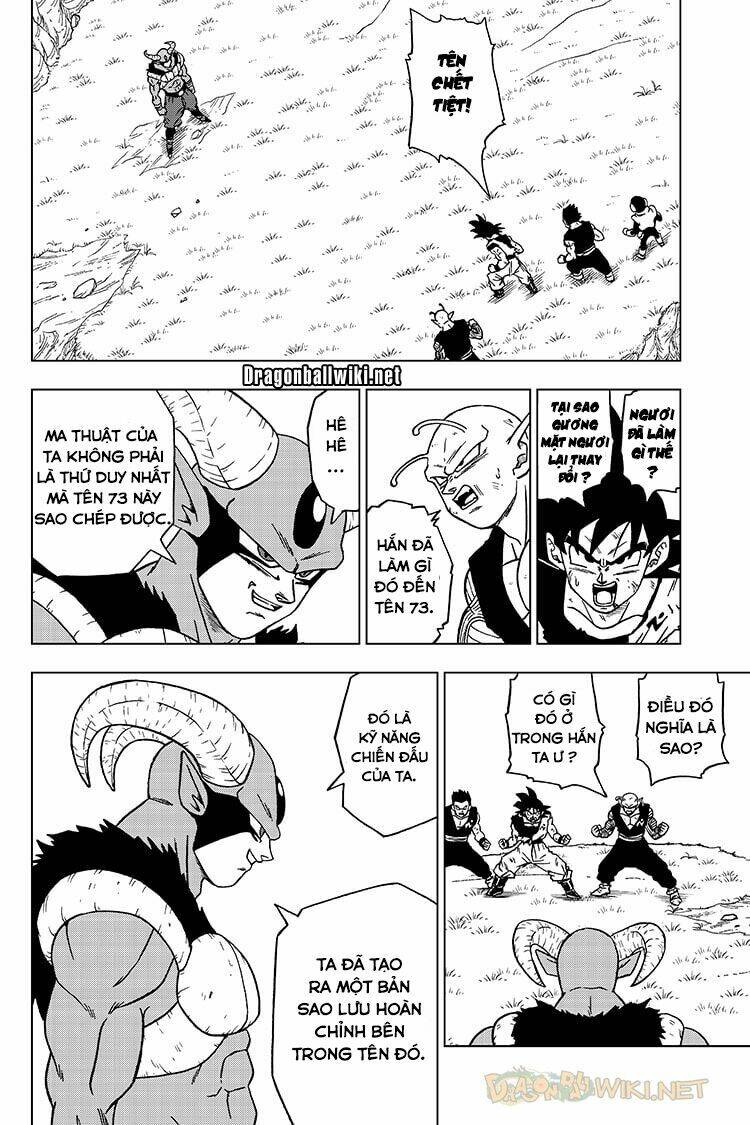 TÊN
CHẾT
TIỆT!
Dragonballwiki.net
NGƯƠI
ĐÃ LÀM
GÌ THẾ
?
TẠI SAO
GƯƠNG
MẶT NGƯƠI
LẠI THAY
ĐỔI ?
HẮN ĐÃ
LÀM GÌ
ĐÓ ĐẾN
TÊN 73.
HÊ
HÊ
...
MA THUẬT CỦA
TA KHÔNG PHẢI
LÀ THỨ DUY NHẤT
MÀ TÊN 73 NÀY
SAO CHÉP ĐƯỢC.
ĐIỀU ĐÓ
NGHĨA LÀ
SAO?
CÓ GÌ
ĐÓ Ở
TRONG HẮN
TA Ư ?
ĐÓ LÀ
KỸ NĂNG
CHIẾN ĐẤU
CỦA TA.
TA ĐÃ TẠO
RA MỘT BẢN
SAO LƯU HOÀN
CHỈNH BÊN
TRONG TÊN ĐÓ.
DRAGON BALL WIKI.NET